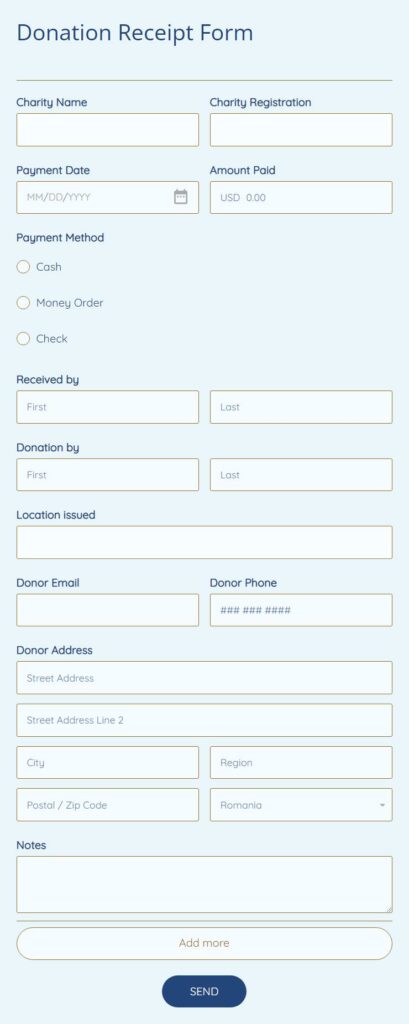 Donation Receipt Form
Charity Name Charity Registration
Payment Date Amount Paid
MM/DD/YYYY USD 0.00
Payment Method
Cash
Money Order
Check
Received by
First Last
Donation by
First Last
Location issued
Donor Email Donor Phone
### ### ####
Donor Address
Street Address
Street Address Line 2
City Region
Postal / Zip Code Romania
Notes
Add more
SEND